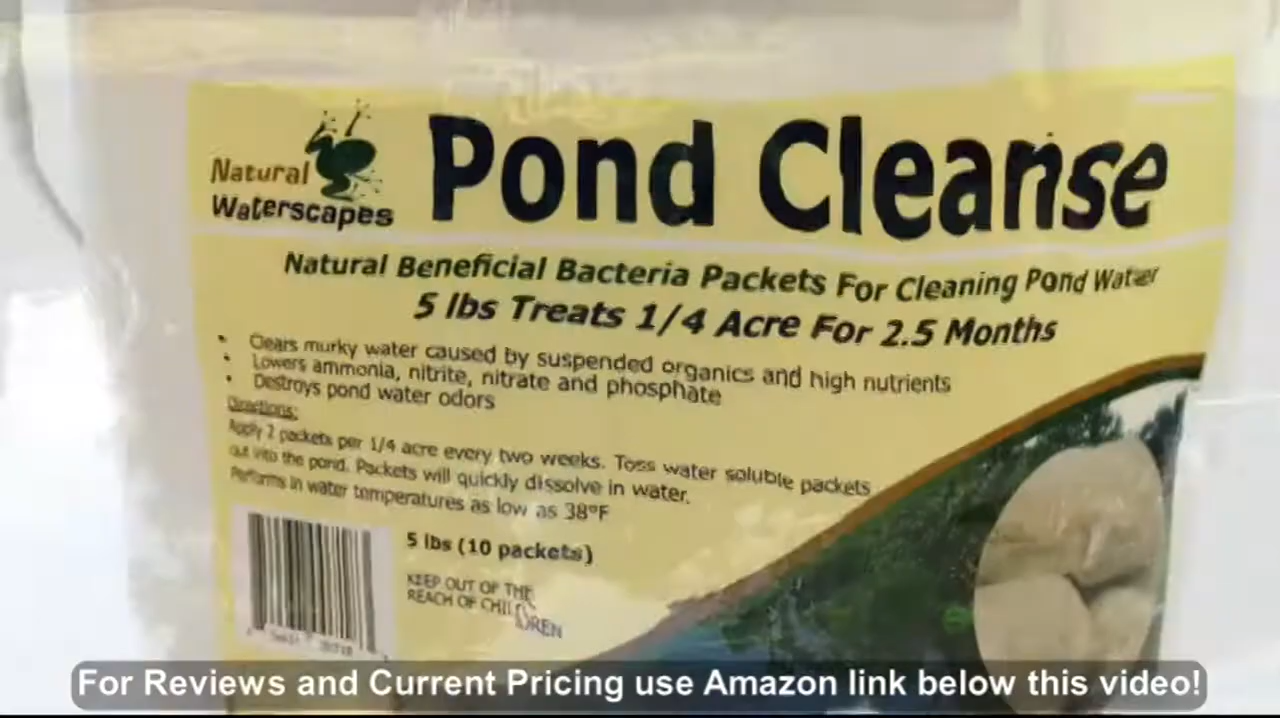 Natural
Waterscapes
Pond Cleanse
Natural Beneficial Bacteria Packets For Cleaning Pond Water
5 lbs Treats 1/4 Acre For 2.5 Months
• Clears murky water caused by suspended organics and high nutrients
• Lowers ammonia, nitrite, nitrate and phosphate
• Destroys pond water odors
Directions:
Apply 2 packets per 1/4 acre every two weeks. Toss water soluble packets
out into the pond. Packets will quickly dissolve in water.
Performs in water temperatures as low as 38°F
5 lbs (10 packets)
KEEP OUT OF THE
REACH OF CHILDREN
For Reviews and Current Pricing use Amazon link below this video!